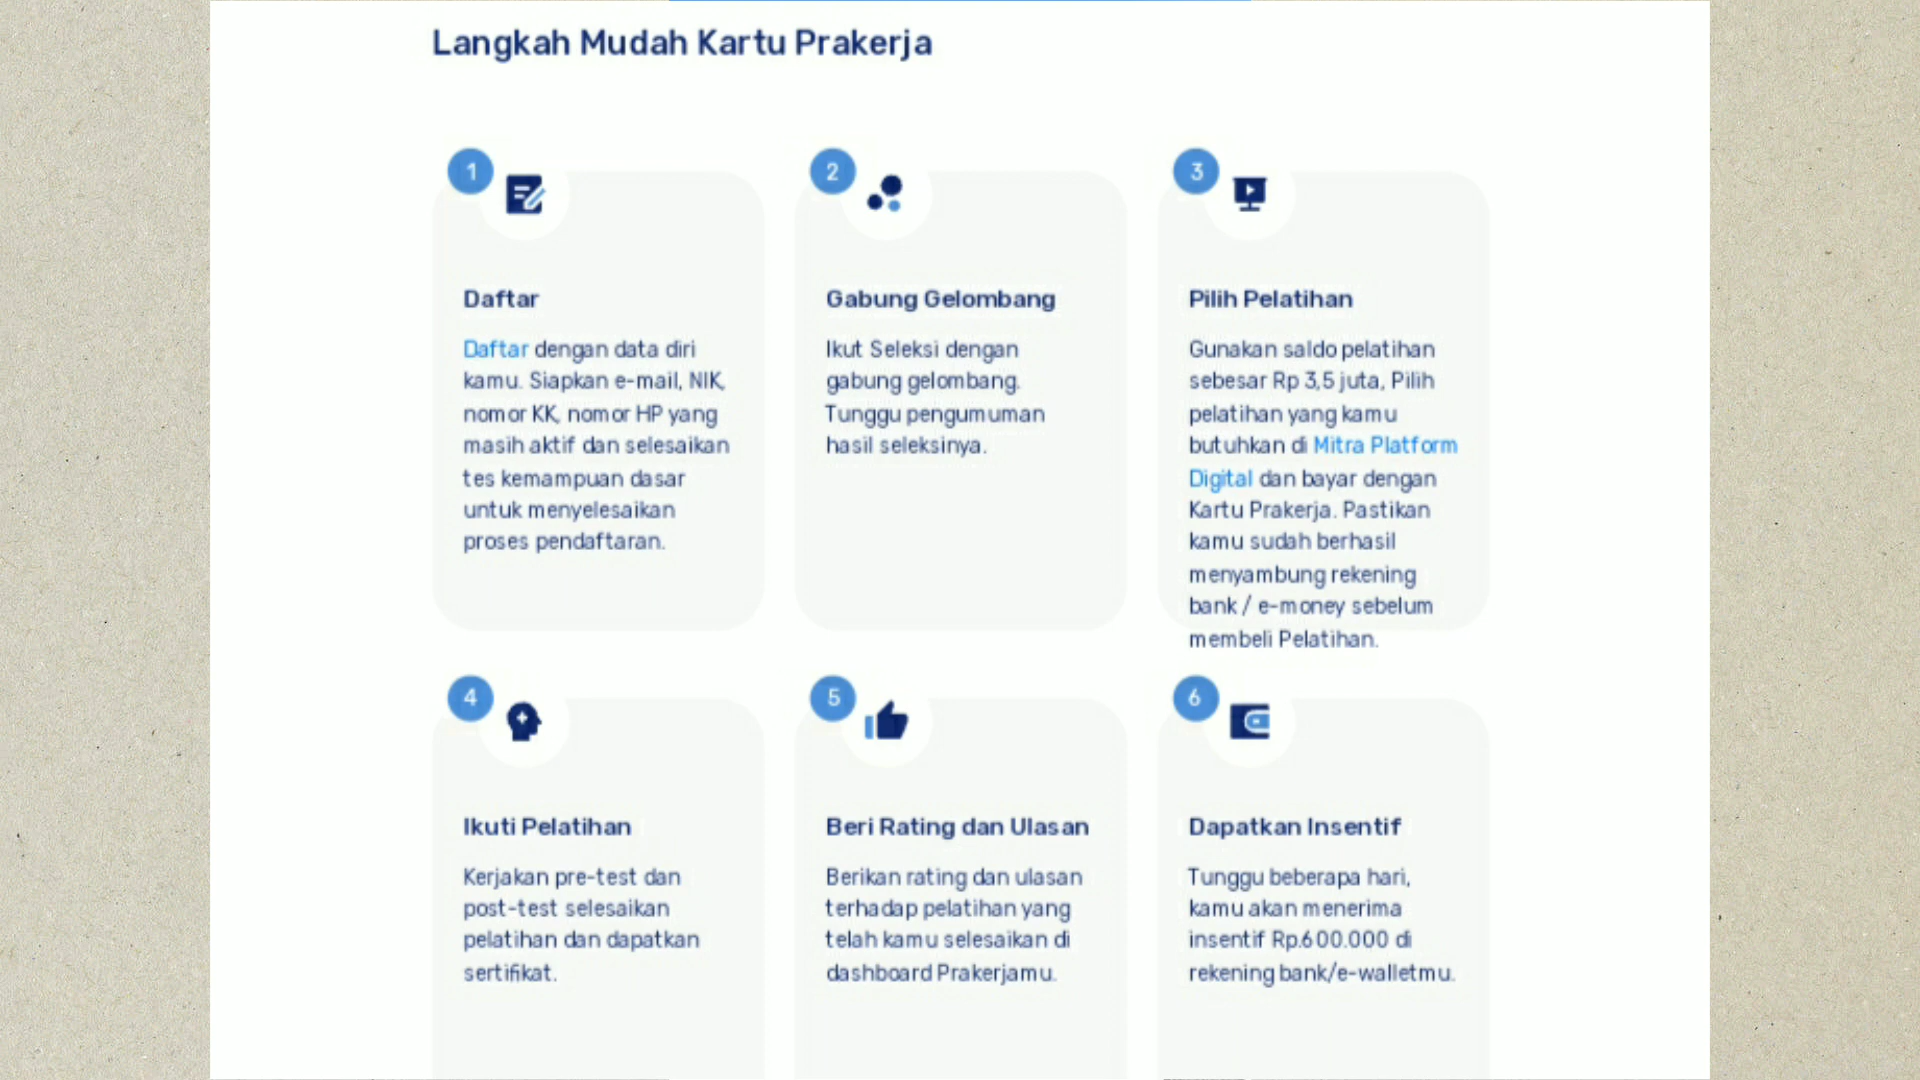 Langkah Mudah Kartu Prakerja
1
Daftar
Daftar dengan data diri
kamu. Siapkan e-mail, NIK,
nomor KK, nomor HP yang
masih aktif dan selesaikan
tes kemampuan dasar
untuk menyelesaikan
proses pendaftaran.
2
Gabung Gelombang
Ikut Seleksi dengan
gabung gelombang.
Tunggu pengumuman
hasil seleksinya.
3
Pilih Pelatihan
Gunakan saldo pelatihan
sebesar Rp 3,5 juta, Pilih
pelatihan yang kamu
butuhkan di Mitra Platform
Digital dan bayar dengan
Kartu Prakerja. Pastikan
kamu sudah berhasil
menyambung rekening
bank / e-money sebelum
membeli Pelatihan.
4
Ikuti Pelatihan
Kerjakan pre-test dan
post-test selesaikan
pelatihan dan dapatkan
sertifikat.
5
Beri Rating dan Ulasan
Berikan rating dan ulasan
terhadap pelatihan yang
telah kamu selesaikan di
dashboard Prakerjamu.
6
Dapatkan Insentif
Tunggu beberapa hari,
kamu akan menerima
insentif Rp.600.000 di
rekening bank/e-walletmu.